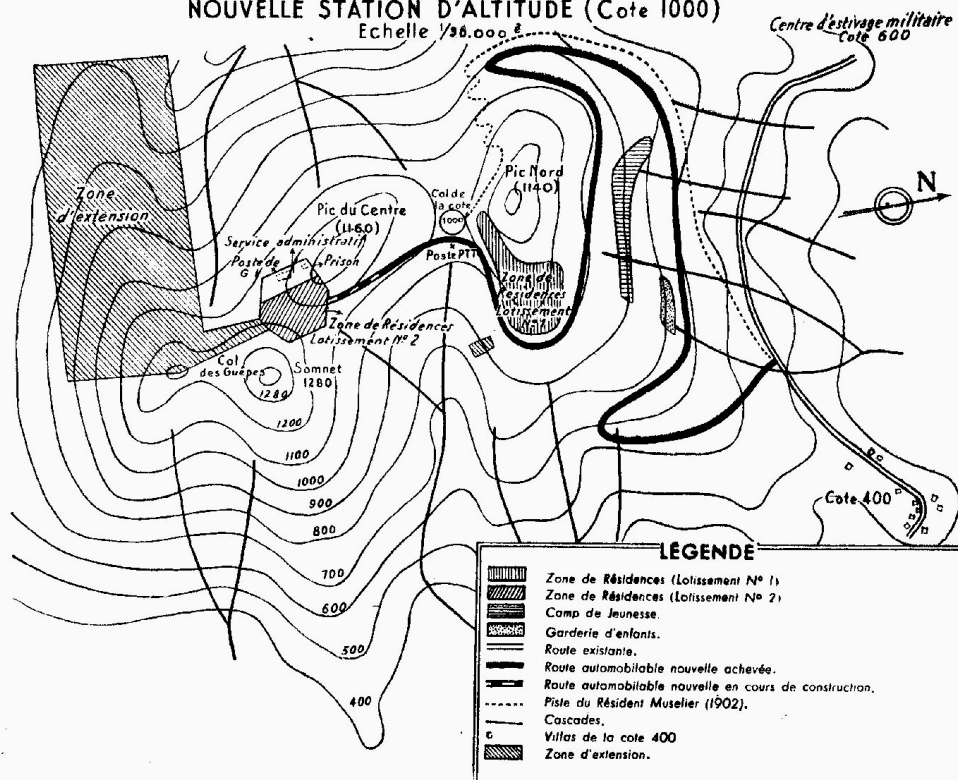 NOUVELLE STATION D'ALTITUDE (Cote 1000)
Echelle
Centre d'estivage militaire
Cote 600
Zone
d'extension
Pic du Centre
(1160)
Col de
la cote
1000
Pic Nord
(1140)
N
Service administratif
Poste de
G
Prison
Poste PTT
Zone de
Résidences
Lotissement
Zone de Résidences
Lotissement N° 2
Col
des Guêpes
Sommet
1280
1280
1200
1100
1000
900
800
700
600
500
400
Cote 400
LÉGENDE
Zone de Résidences (Lotissement N° 1)
Zone de Résidences (Lotissement N° 2)
Camp de Jeunesse.
Garderie d'enfants.
Route existante.
Route automobilable nouvelle achevée.
Route automobilable nouvelle en cours de construction.
Piste du Résident Muselier (1902).
Cascades.
Villas de la cote 400
Zone d'extension.